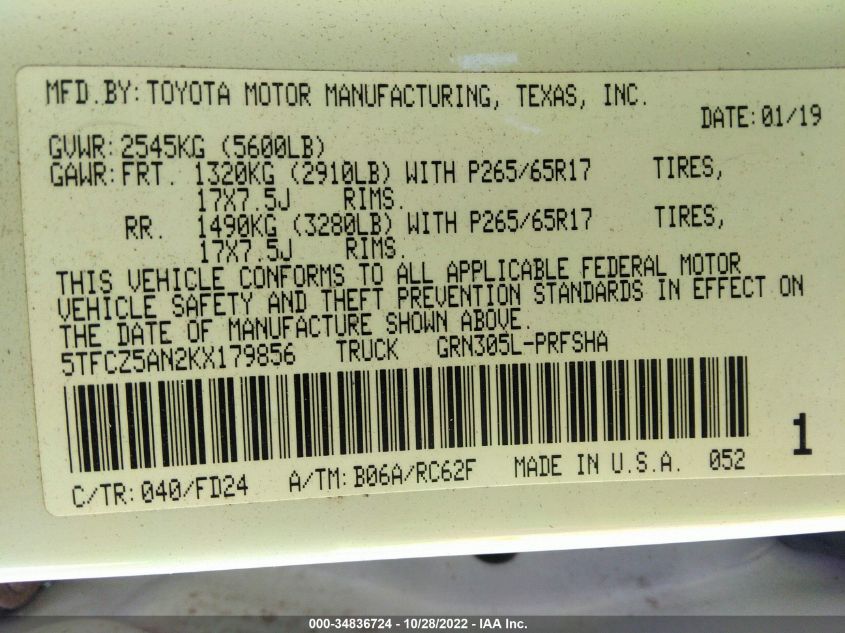 MFD.BY: TOYOTA MOTOR MANUFACTURING, TEXAS, INC.
DATE: 01/19
GVWR: 2545KG (5600LB)
GAWR: FRT. 1320KG (2910LB) WITH P265/65R17 TIRES,
17X7.5J RIMS.
RR. 1490KG (3280LB) WITH P265/65R17 TIRES,
17X7.5J RIMS.
THIS VEHICLE CONFORMS TO ALL APPLICABLE FEDERAL MOTOR
VEHICLE SAFETY AND THEFT PREVENTION STANDARDS IN EFFECT ON
THE DATE OF MANUFACTURE SHOWN ABOVE.
5TFCZ5AN2KX179856 TRUCK GRN305L-PRFSHA
1
C/TR: 040/FD24 A/TM: B06A/RC62F MADE IN U.S.A. 052
000-34836724 - 10/28/2022 - IAA Inc.